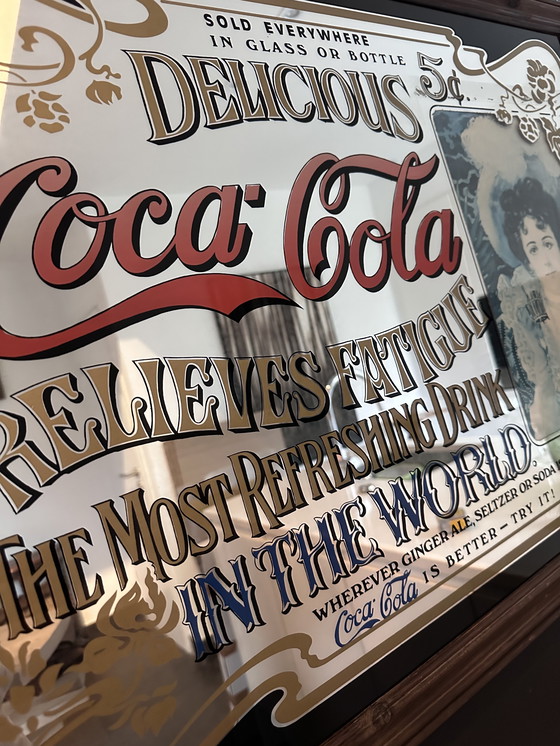 SOLD EVERYWHERE
IN GLASS OR BOTTLE
DELICIOUS 5¢.
Coca-Cola
RELIEVES FATIGUE
THE MOST REFRESHING DRINK
IN THE WORLD.
WHEREVER GINGER ALE, SELTZER OR SODA
Coca-Cola IS BETTER - TRY IT.